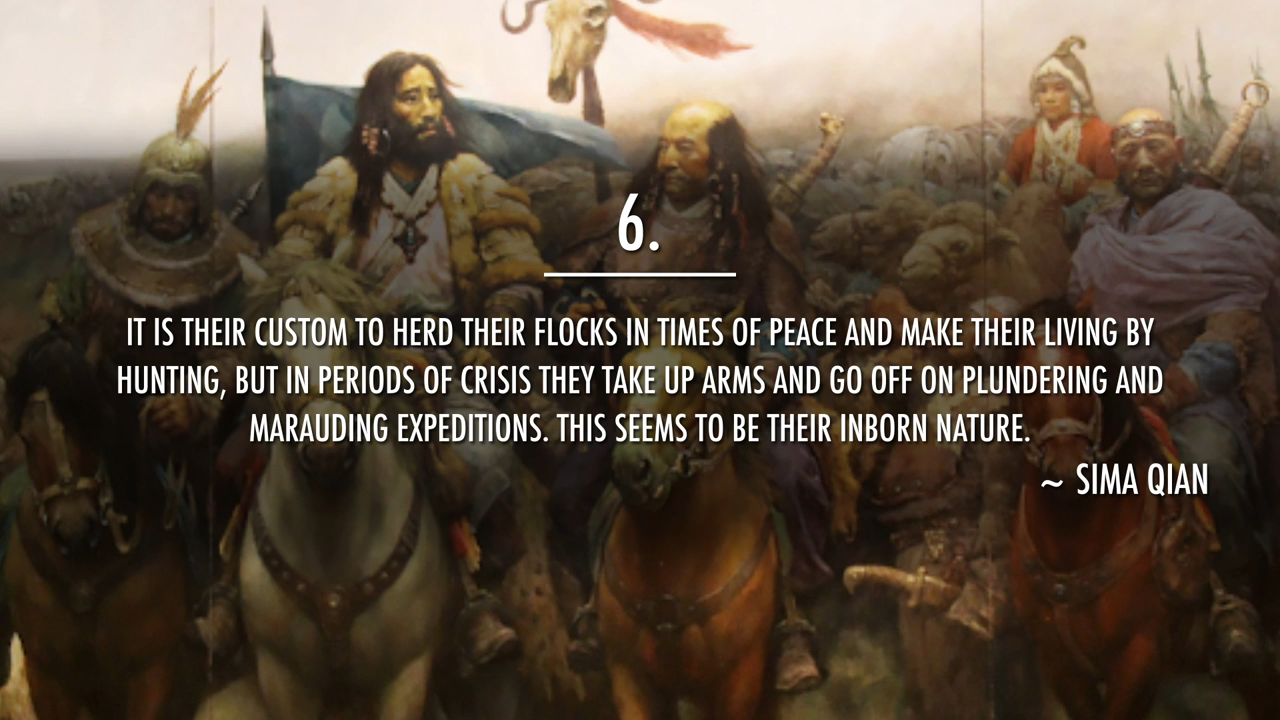 6.
IT IS THEIR CUSTOM TO HERD THEIR FLOCKS IN TIMES OF PEACE AND MAKE THEIR LIVING BY
HUNTING, BUT IN PERIODS OF CRISIS THEY TAKE UP ARMS AND GO OFF ON PLUNDERING AND
MARAUDING EXPEDITIONS. THIS SEEMS TO BE THEIR INBORN NATURE.
~ SIMA QIAN